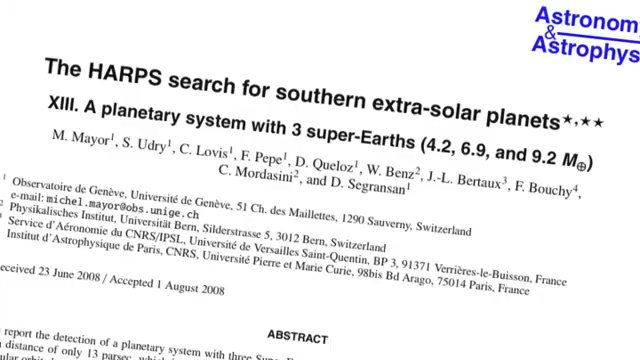 Astronom
&
Astrophys
The HARPS search for southern extra-solar planets★,★★
XIII. A planetary system with 3 super-Earths (4.2, 6.9, and 9.2 M⊕)
M. Mayor1, S. Udry1, C. Lovis1, F. Pepe1, D. Queloz1, W. Benz2, J.-L. Bertaux3, F. Bouchy4,
C. Mordasini2, and D. Segransan1
1 Observatoire de Genève, Université de Genève, 51 Ch. des Maillettes, 1290 Sauverny, Switzerland
e-mail: michel.mayor@obs.unige.ch
2 Physikalisches Institut, Universität Bern, Silderstrasse 5, 3012 Bern, Switzerland
Service d'Aéronomie du CNRS/IPSL, Université de Versailles Saint-Quentin, BP 3, 91371 Verrières-le-Buisson, France
Institut d'Astrophysique de Paris, CNRS, Université Pierre et Marie Curie, 98bis Bd Arago, 75014 Paris, France
eceived 23 June 2008 / Accepted 1 August 2008
ABSTRACT
report the detection of a planetary system with three Super
distance of only 13 parsec, which